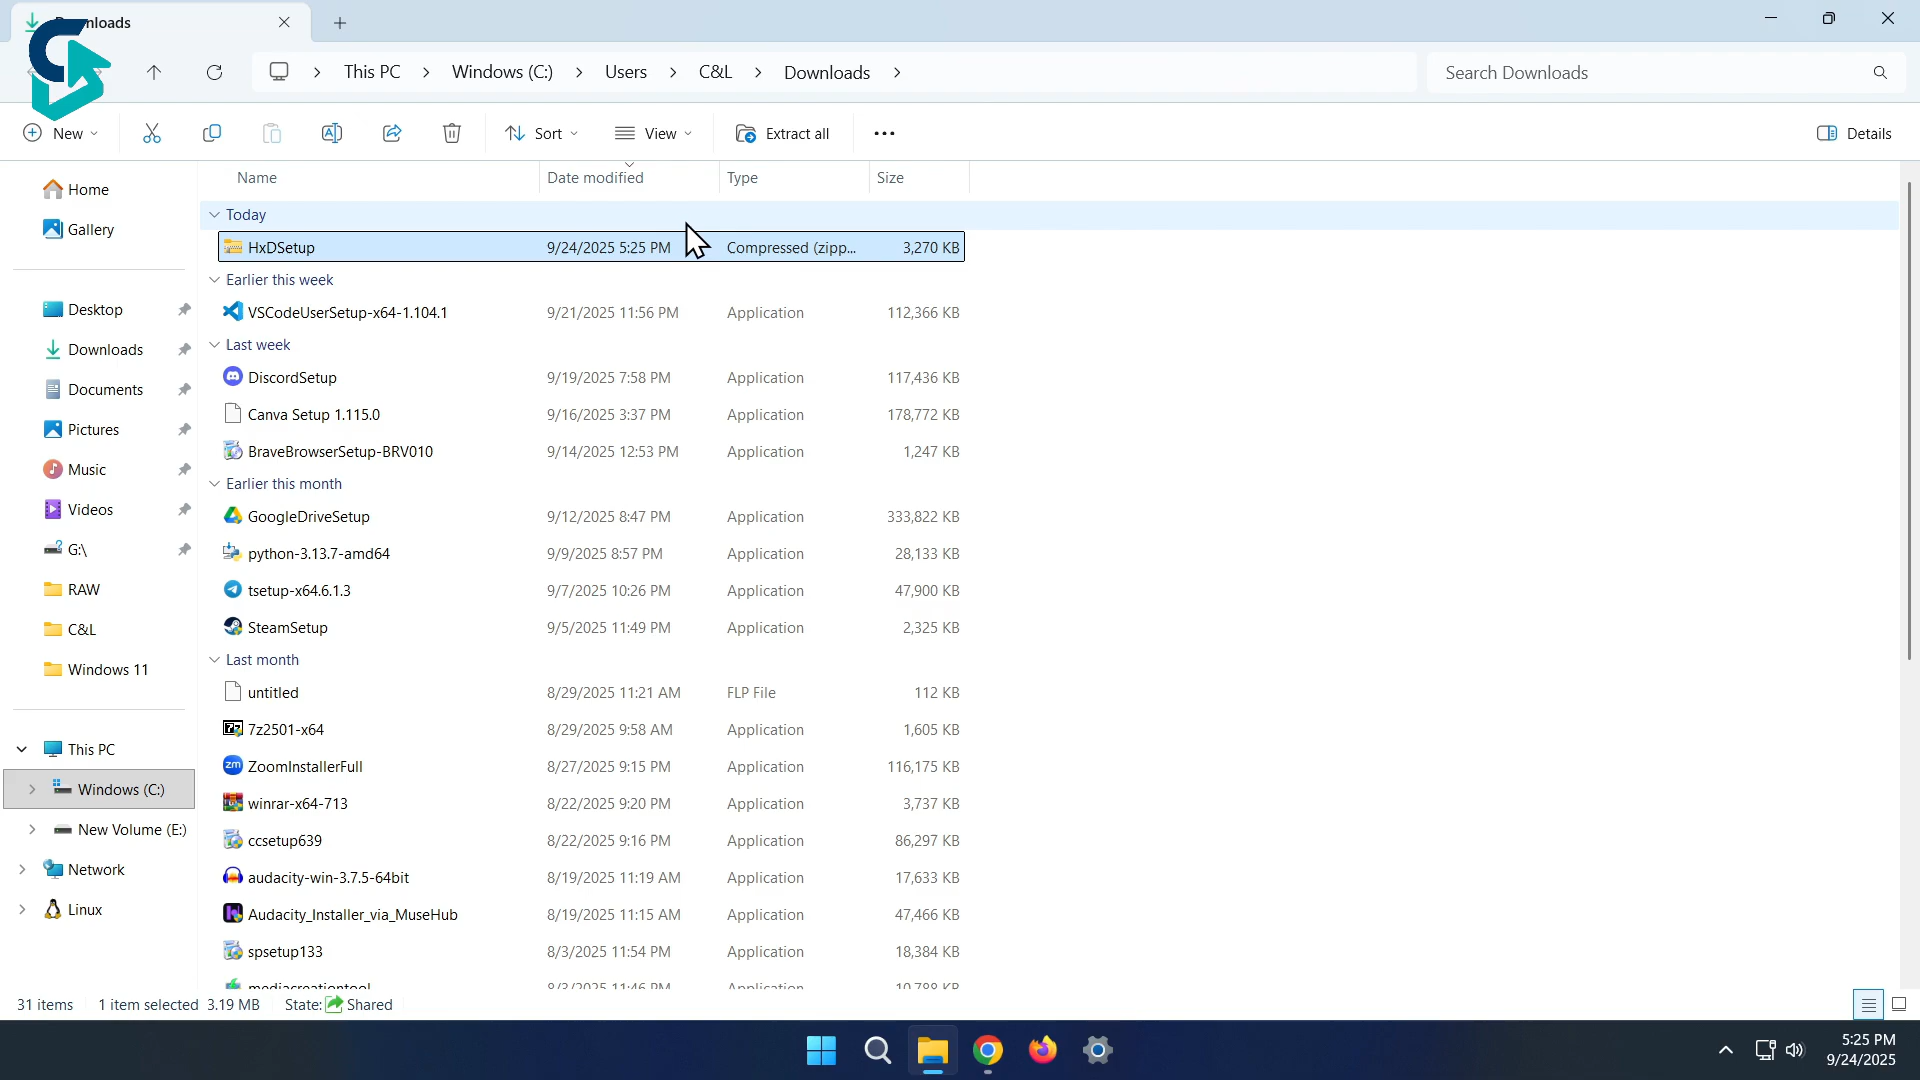 nloads
This PC > Windows (C:) > Users > C&L > Downloads >
Search Downloads
New
Sort
View
Extract all
Details
Name Date modified Type Size
Home
Gallery
Desktop
Downloads
Documents
Pictures
Music
Videos
G:\
RAW
C&L
Windows 11
This PC
Windows (C:)
New Volume (E:)
Network
Linux
Today
HxDSetup 9/24/2025 5:25 PM Compressed (zipp... 3,270 KB
Earlier this week
VSCodeUserSetup-x64-1.104.1 9/21/2025 11:56 PM Application 112,366 KB
Last week
DiscordSetup 9/19/2025 7:58 PM Application 117,436 KB
Canva Setup 1.115.0 9/16/2025 3:37 PM Application 178,772 KB
BraveBrowserSetup-BRV010 9/14/2025 12:53 PM Application 1,247 KB
Earlier this month
GoogleDriveSetup 9/12/2025 8:47 PM Application 333,822 KB
python-3.13.7-amd64 9/9/2025 8:57 PM Application 28,133 KB
tsetup-x64.6.1.3 9/7/2025 10:26 PM Application 47,900 KB
SteamSetup 9/5/2025 11:49 PM Application 2,325 KB
Last month
untitled 8/29/2025 11:21 AM FLP File 112 KB
7z2501-x64 8/29/2025 9:58 AM Application 1,605 KB
ZoomInstallerFull 8/27/2025 9:15 PM Application 116,175 KB
winrar-x64-713 8/22/2025 9:20 PM Application 3,737 KB
ccsetup639 8/22/2025 9:16 PM Application 86,297 KB
audacity-win-3.7.5-64bit 8/19/2025 11:19 AM Application 17,633 KB
Audacity_Installer_via_MuseHub 8/19/2025 11:15 AM Application 47,466 KB
spsetup133 8/3/2025 11:54 PM Application 18,384 KB
mediacreationtool 8/3/2025 11:46 PM Application 10,788 KB
31 items 1 item selected 3.19 MB State: Shared
5:25 PM
9/24/2025